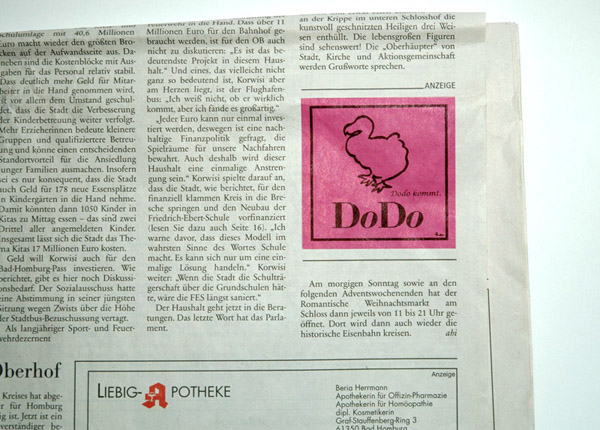 Schulumlage mit 40,6 Millionen
Euro macht wieder den größten Bro-
cken auf der Aufwandseite aus. Da-
neben sind die Kostenblöcke mit Aus-
gaben für das Personal relativ stabil.
Dass deutlich mehr Geld für Mitar-
beiter in die Hand genommen wird,
ist vor allem dem Umstand geschul-
det, dass die Stadt die Verbesserung
der Kinderbetreuung weiter verfolgt.
Mehr Erzieherinnen bedeute kleinere
Gruppen und qualifiziertere Betreu-
ung und könne einen entscheidenden
Standortvorteil für die Ansiedlung
junger Familien ausmachen. Insofern
sei es nur konsequent, dass die Stadt
auch Geld für 178 neue Essensplätze
in Kindergärten in die Hand nehme.
Damit könnten dann 1050 Kinder in
Kitas zu Mittag essen – das sind zwei
Drittel aller angemeldeten Kinder.
Insgesamt lässt sich die Stadt das The-
ma Kitas 17 Millionen Euro kosten.
Geld will Korwisi auch für den
Bad-Homburg-Pass investieren. Wie
berichtet, gibt es hier noch Diskussi-
onsbedarf. Der Sozialausschuss hatte
eine Abstimmung in seiner jüngsten
Sitzung wegen Zwists über die Höhe
der Stadtbus-Bezuschussung vertagt.
Als langjähriger Sport- und Feuer-
wehrdezernent
Feuerwehr in die Hand. Dass über 11
Millionen Euro für den Bahnhof ge-
braucht werden, ist für den OB auch
nicht zu diskutieren: „Es ist das be-
deutendste Projekt in diesem Haus-
halt.“ Und eines, das vielleicht nicht
ganz so bedeutend ist, Korwisi aber
am Herzen liegt, ist der Flughafen-
bus: „Ich weiß nicht, ob er wirklich
kommt, aber ich fände es großartig.“
„Jeder Euro kann nur einmal inves-
tiert werden, deswegen ist eine nach-
haltige Finanzpolitik gefragt, die
Spielräume für unsere Nachfahren
bewahrt. Auch deshalb wird dieser
Haushalt eine einmalige Anstren-
gung sein.“ Korwisi spielte darauf an,
dass die Stadt, wie berichtet, für den
finanziell klammen Kreis in die Bre-
sche springen und den Neubau der
Friedrich-Ebert-Schule vorfinanziert
(lesen Sie dazu auch Seite 16). „Ich
warne davor, dass dieses Modell im
wahrsten Sinne des Wortes Schule
macht. Es kann sich nur um eine ein-
malige Lösung handeln.“ Korwisi
weiter: „Wenn die Stadt die Schulträ-
gerschaft über die Grundschulen hät-
te, wäre die FES längst saniert.“
Der Haushalt geht jetzt in die Bera-
tungen. Das letzte Wort hat das Parla-
ment.
an der Krippe im unteren Schlosshof die
kunstvoll geschnitzten Heiligen drei Wei-
sen enthüllt. Die lebensgroßen Figuren
sind sehenswert! Die „Oberhäupter“ von
Stadt, Kirche und Aktionsgemeinschaft
werden Grußworte sprechen.
ANZEIGE
Dodo kommt.
DoDo
Am morgigen Sonntag sowie an den
folgenden Adventswochenenden hat der
Romantische Weihnachtsmarkt am
Schloss dann jeweils von 11 bis 21 Uhr ge-
öffnet. Dort wird dann auch wieder die
historische Eisenbahn kreisen. ahi
Oberhof
Kreises hat abge-
für Homburg
ig ist. Jetzt ist ein
verständiger be-
Anzeige
LIEBIG- APOTHEKE
Beria Herrmann
Apothekerin für Offizin-Pharmazie
Apothekerin für Homöopathie
dipl. Kosmetikerin
Graf-Stauffenberg-Ring 3
61350 Bad Homburg